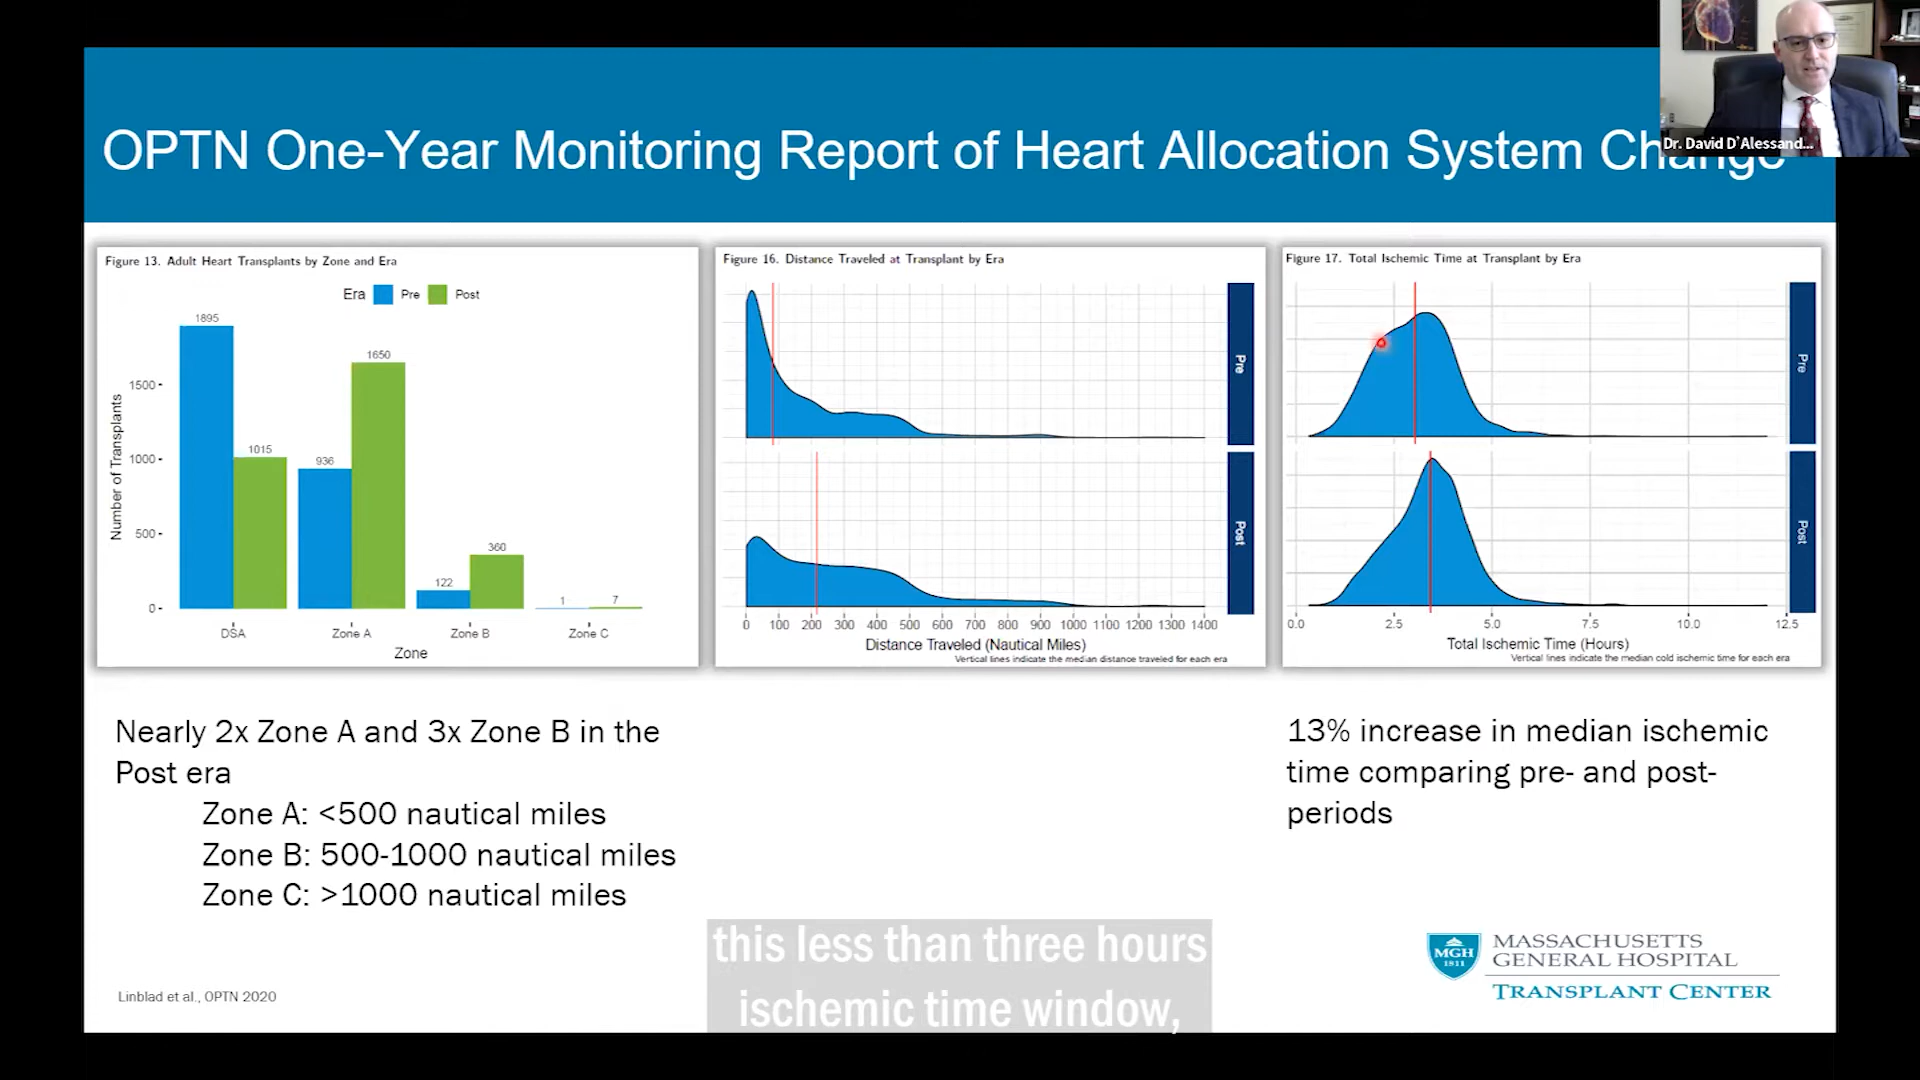 OPTN One-Year Monitoring Report of Heart Allocation System Change
Dr. David D'Alessand...
Figure 13. Adult Heart Transplants by Zone and Era
Era Pre Post
Number of Transplants
1500
1000
500
0
1895
1015
936
1650
122
360
1
7
DSA
Zone A
Zone B
Zone C
Zone
Figure 16. Distance Traveled at Transplant by Era
Pre
Post
0 100 200 300 400 500 600 700 800 900 1000 1100 1200 1300 1400
Distance Traveled (Nautical Miles)
Vertical lines indicate the median distance traveled for each era
Figure 17. Total Ischemic Time at Transplant by Era
Pre
Post
0.0 2.5 5.0 7.5 10.0 12.5
Total Ischemic Time (Hours)
Vertical lines indicate the median cold ischemic time for each era
Nearly 2x Zone A and 3x Zone B in the
Post era
Zone A: <500 nautical miles
Zone B: 500-1000 nautical miles
Zone C: >1000 nautical miles
13% increase in median ischemic
time comparing pre- and post-
periods
this less than three hours
ischemic time window,
Linblad et al., OPTN 2020
MGH
1811
MASSACHUSETTS
GENERAL HOSPITAL
TRANSPLANT CENTER